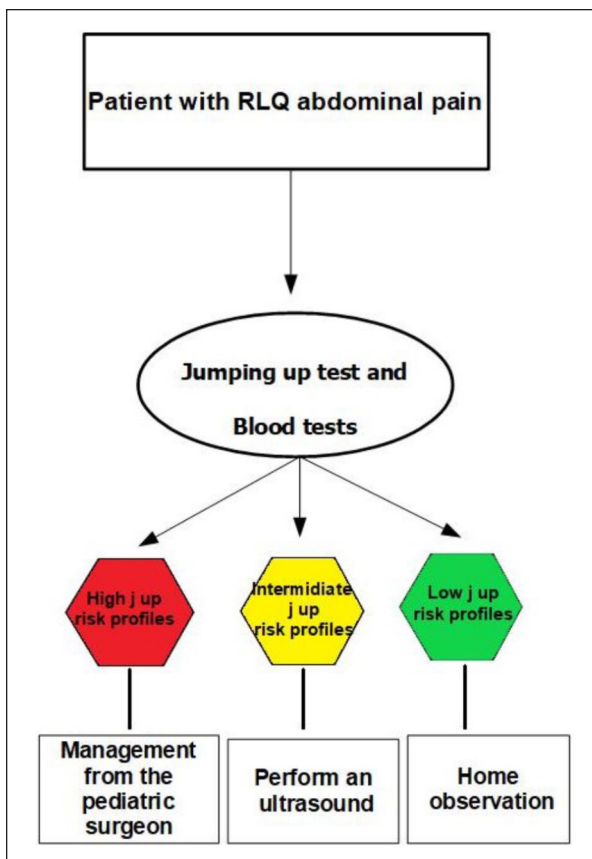 Patient with RLQ abdominal pain
Jumping up test and
Blood tests
High j up
risk profiles
Intermidiate
j up
risk profiles
Low j up
risk profiles
Management
from the
pediatric
surgeon
Perform an
ultrasound
Home
observation